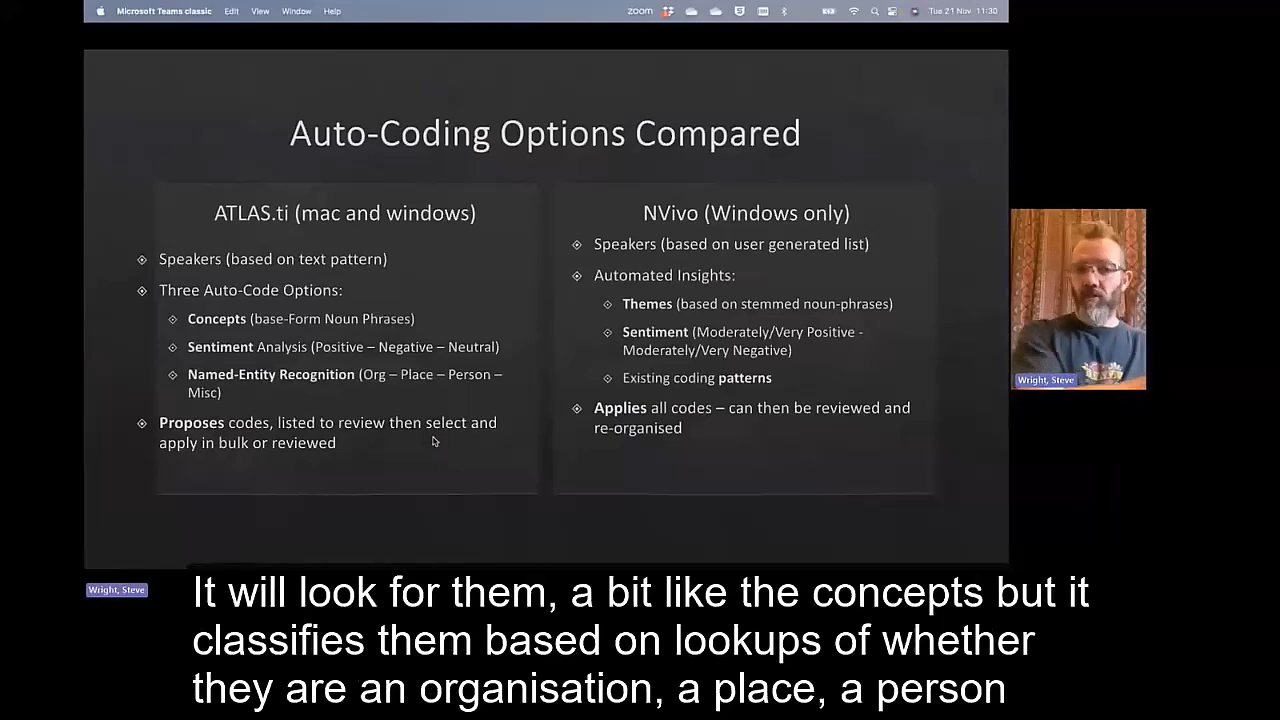 Microsoft Teams classic Edit View Window Help zoom Tue 21 Nov 11:30
Auto-Coding Options Compared
ATLAS.ti (mac and windows)
Speakers (based on text pattern)
Three Auto-Code Options:
Concepts (base-Form Noun Phrases)
Sentiment Analysis (Positive – Negative – Neutral)
Named-Entity Recognition (Org – Place – Person –
Misc)
Proposes codes, listed to review then select and
apply in bulk or reviewed
NVivo (Windows only)
Speakers (based on user generated list)
Automated Insights:
Themes (based on stemmed noun-phrases)
Sentiment (Moderately/Very Positive -
Moderately/Very Negative)
Existing coding patterns
Applies all codes – can then be reviewed and
re-organised
Wright, Steve
Wright, Steve
It will look for them, a bit like the concepts but it
classifies them based on lookups of whether
they are an organisation, a place, a person